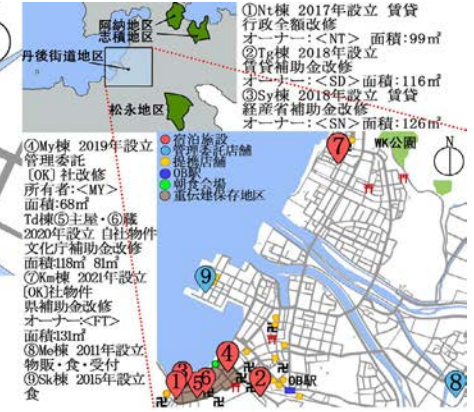 阿納地区
志積地区
丹後街道地区
松永地区
①Nt棟 2017年設立 賃貸
行政全額改修
オーナー:<NT> 面積:99㎡
②Tg棟 2018年設立
賃貸補助金改修
オーナー:<SD>面積:116㎡
③Sy棟 2018年設立 賃貸
経産省補助金改修
オーナー:<SN>面積:126㎡
④My棟 2019年設立
管理委託
[OK]社改修
所有者:<MY>
面積:68㎡
Td棟⑤主屋・⑥蔵
2020年設立 自社物件
文化庁補助金改修
面積118㎡ 81㎡
⑦Km棟 2021年設立
[OK]社物件
県補助金改修
オーナー<FT>
面積131㎡
⑧Me棟 2011年設立
物販・食・受付
⑨Sk棟 2015年設立
食
宿泊施設
管理委託店舗
提携店舗
OB駅
朝食会場
重伝建保存地区
WK公園
N
7
9
4
3
1
5
6
2
OB駅
8